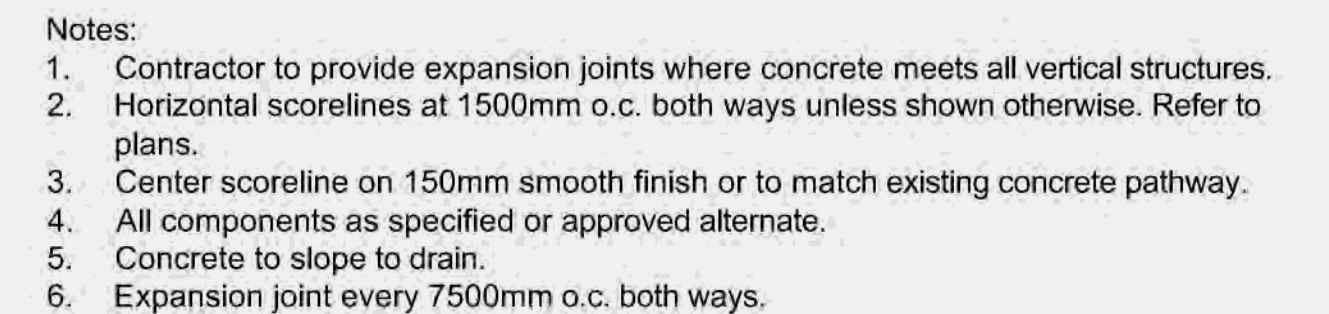 Notes:
1. Contractor to provide expansion joints where concrete meets all vertical structures.
2. Horizontal scorelines at 1500mm o.c. both ways unless shown otherwise. Refer to
plans.
3. Center scoreline on 150mm smooth finish or to match existing concrete pathway.
4. All components as specified or approved alternate.
5. Concrete to slope to drain.
6. Expansion joint every 7500mm o.c. both ways.